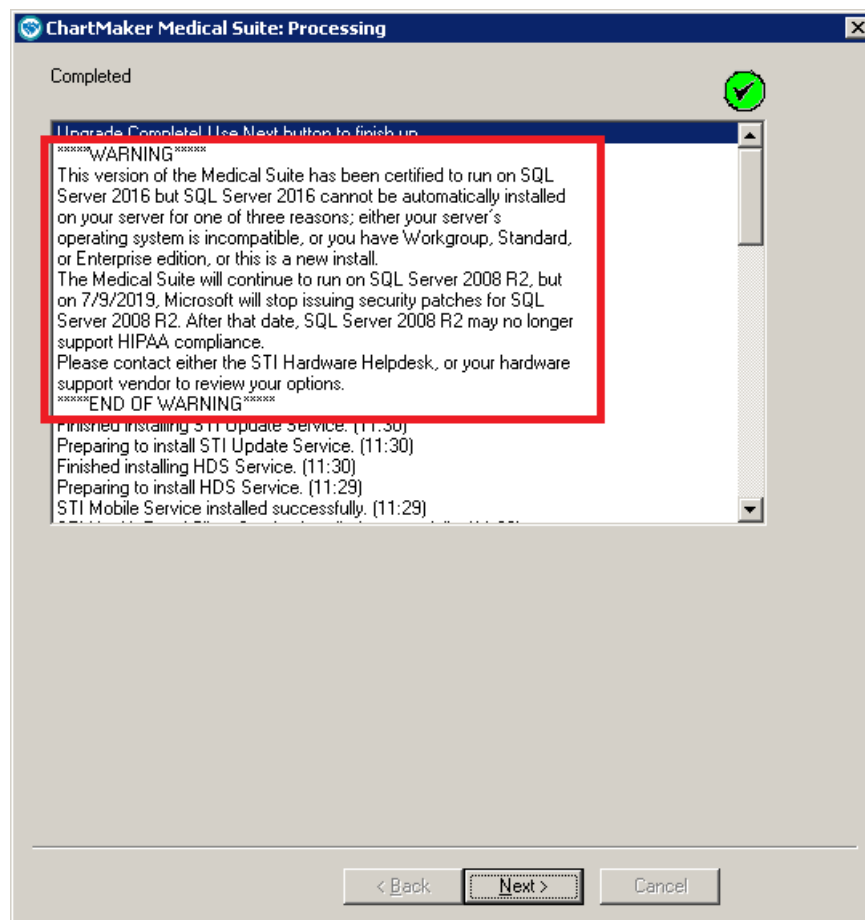 ChartMaker Medical Suite: Processing
Completed
Upgrade Complete! Use Next button to finish up
*****WARNING*****
This version of the Medical Suite has been certified to run on SQL
Server 2016 but SQL Server 2016 cannot be automatically installed
on your server for one of three reasons; either your server's
operating system is incompatible, or you have Workgroup, Standard,
or Enterprise edition, or this is a new install.
The Medical Suite will continue to run on SQL Server 2008 R2, but
on 7/9/2019, Microsoft will stop issuing security patches for SQL
Server 2008 R2. After that date, SQL Server 2008 R2 may no longer
support HIPAA compliance.
Please contact either the STI Hardware Helpdesk, or your hardware
support vendor to review your options.
*****END OF WARNING*****
Finished installing STI Update Service. (11:30)
Preparing to install STI Update Service. (11:30)
Finished installing HDS Service. (11:30)
Preparing to install HDS Service. (11:29)
STI Mobile Service installed successfully. (11:29)
< Back
Next >
Cancel